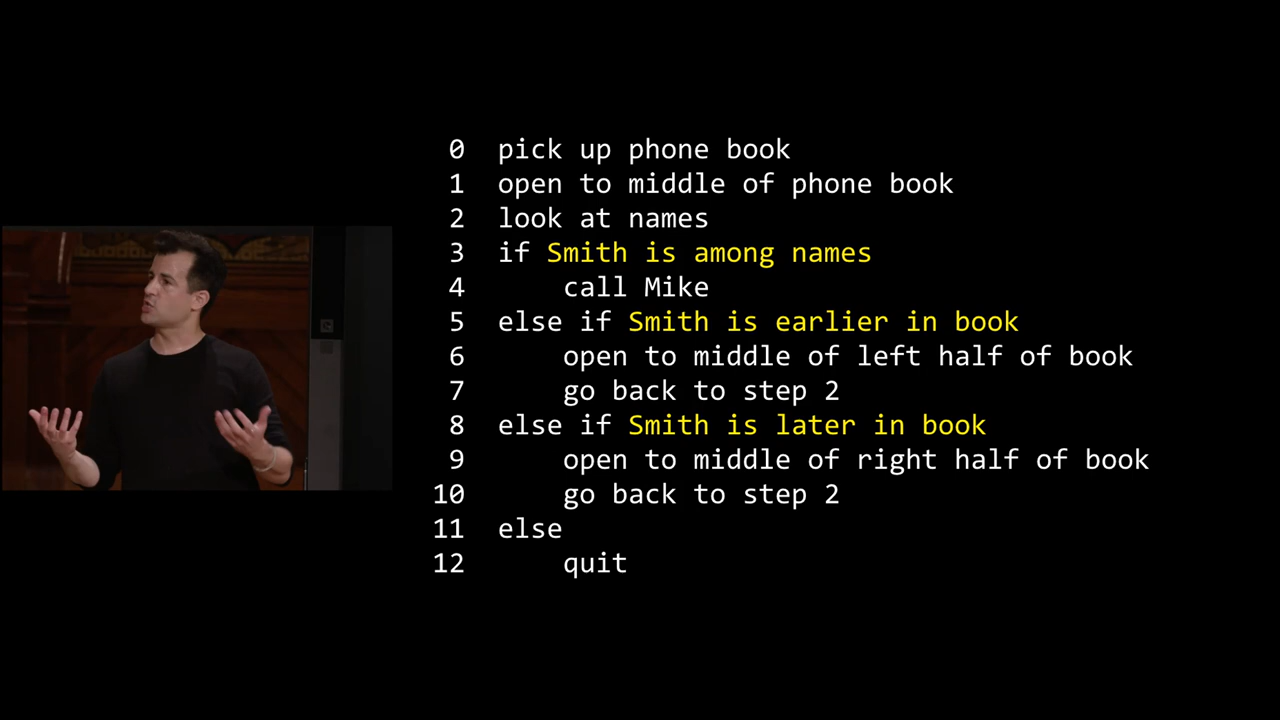 0 pick up phone book
1 open to middle of phone book
2 look at names
3 if Smith is among names
4     call Mike
5 else if Smith is earlier in book
6     open to middle of left half of book
7     go back to step 2
8 else if Smith is later in book
9     open to middle of right half of book
10     go back to step 2
11 else
12     quit